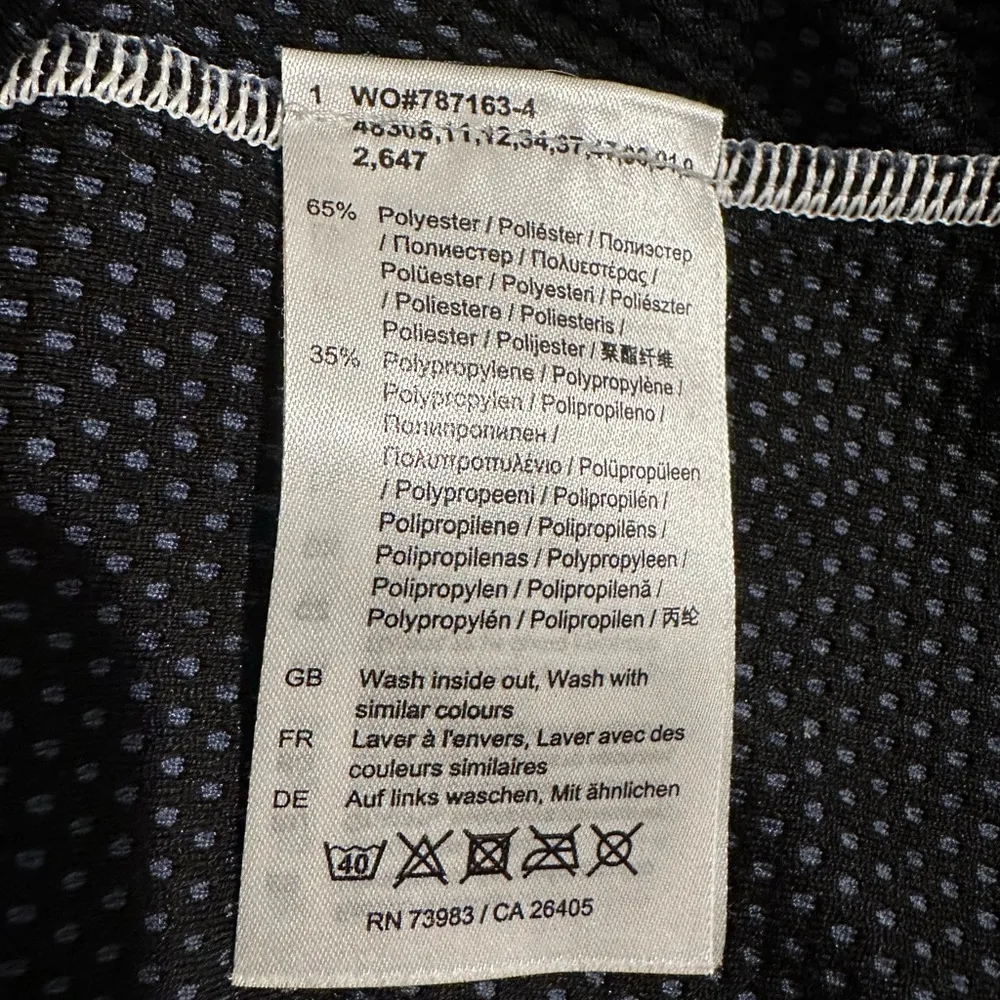 1 WO#787163-4
2,647
65% Polyester / Poliéster / Полиэстер
/ Полиестер / Πολυεστέρας /
Polüester / Polyesteri / Poliészter
/ Poliestere / Poliesteris /
Poliester / Polijester / 聚酯纤维
35% Polypropylene / Polypropylène /
Polypropylen / Polipropileno /
Полипропилен /
Πολυπροπυλένιο / Polüpropüleen
/ Polypropeeni / Polipropilén /
Polipropilene / Polipropilēns /
Polipropilenas / Polypropyleen /
Polipropylen / Polipropilenă /
Polypropylén / Polipropilen / 丙纶
GB Wash inside out, Wash with
similar colours
FR Laver à l'envers, Laver avec des
couleurs similaires
DE Auf links waschen, Mit ähnlichen
40
RN 73983 / CA 26405